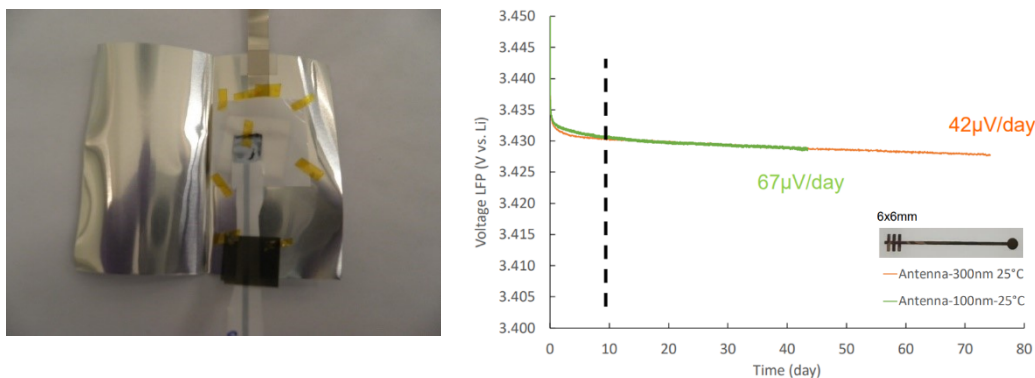 3.450
3.445
3.440
3.435
3.430
3.425
3.420
3.415
3.410
3.405
3.400
Voltage LFP (V vs. Li)
42µV/day
67µV/day
6x6mm
Antenna-300nm 25°C
Antenna-100nm-25°C
0 10 20 30 40 50 60 70 80
Time (day)